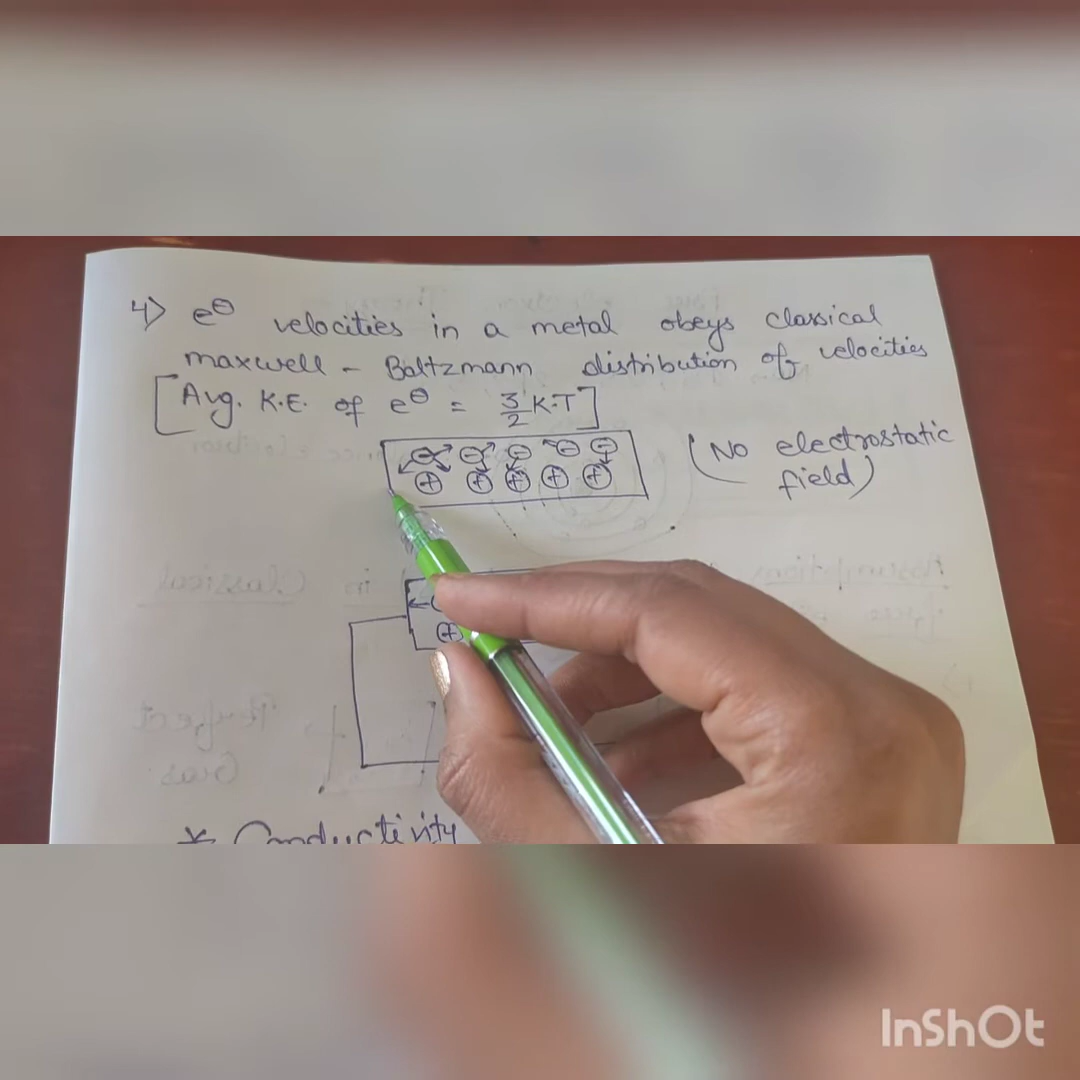 4) e⊖ velocities in a metal obeys classical
maxwell - Boltzmann distribution of velocities
[Avg. K.E. of e⊖ = 3/2 K.T]
(No electrostatic
field)
* Conductivity
InShOt